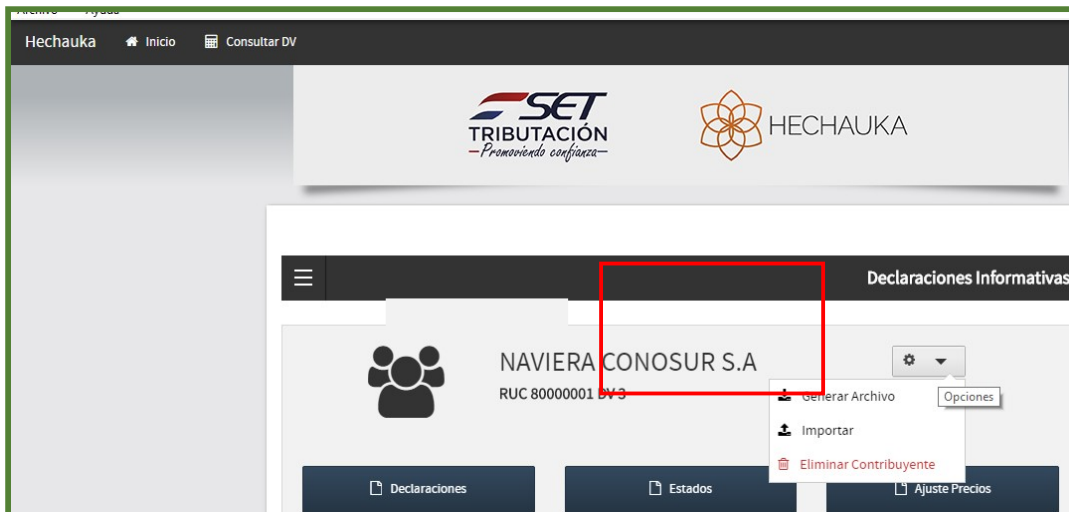 Hechauka Inicio Consultar DV
SET
TRIBUTACIÓN
Promoviendo confianza
HECHAUKA
Declaraciones Informativas
NAVIERA CONOSUR S.A
RUC 80000001 DV 3
Generar Archivo
Opciones
Importar
Eliminar Contribuyente
Declaraciones
Estados
Ajuste Precios